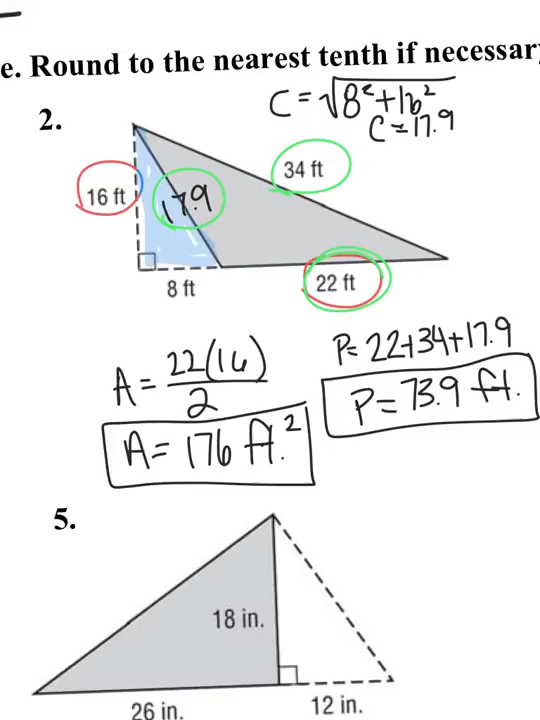 e. Round to the nearest tenth if necessary
2.
C = √8²+16²
C = 17.9
34 ft
16 ft
17.9
8 ft
22 ft
A = 22(16)
2
A = 176 ft.²
P= 22+34+17.9
P= 73.9 ft.
5.
18 in.
26 in.
12 in.